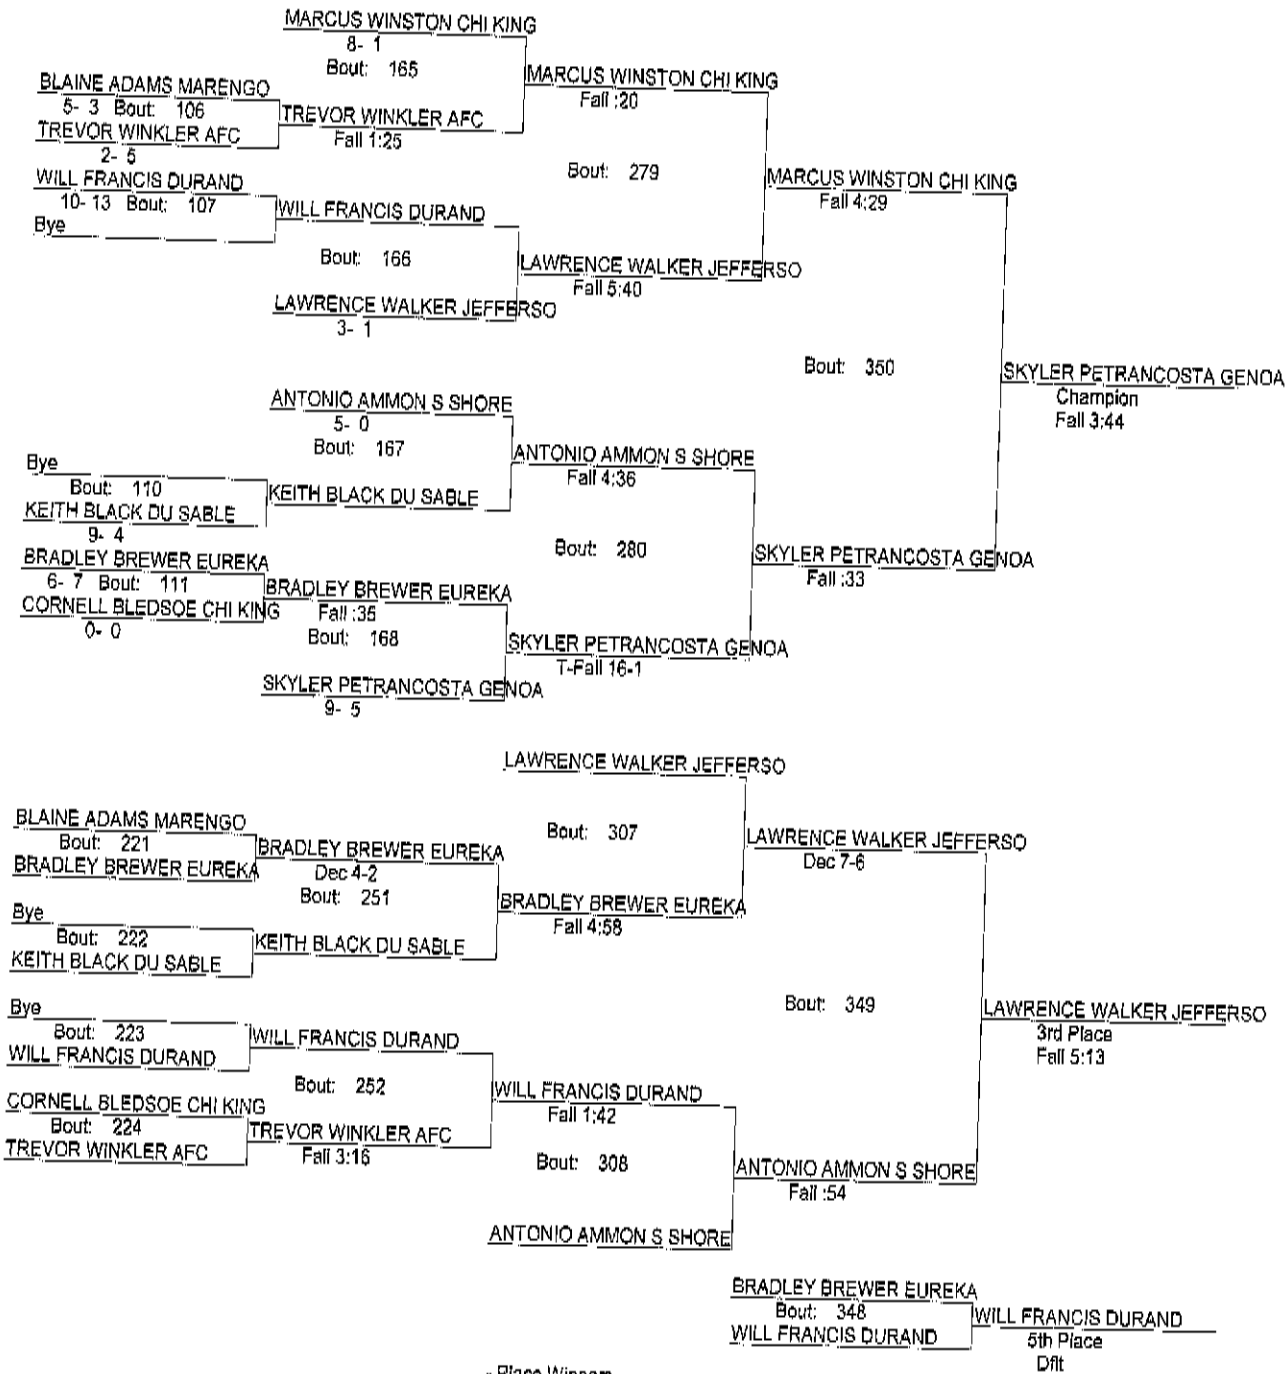 MARCUS WINSTON CHI KING
8- 1
Bout: 165
BLAINE ADAMS MARENGO
5- 3 Bout: 106
TREVOR WINKLER AFC
2- 5
TREVOR WINKLER AFC
Fall 1:25
MARCUS WINSTON CHI KING
Fall :20
WILL FRANCIS DURAND
10- 13 Bout: 107
Bye
WILL FRANCIS DURAND
Bout: 166
LAWRENCE WALKER JEFFERSO
3- 1
Bout: 279
LAWRENCE WALKER JEFFERSO
Fall 5:40
MARCUS WINSTON CHI KING
Fall 4:29
Bout: 350
SKYLER PETRANCOSTA GENOA
Champion
Fall 3:44
ANTONIO AMMON S SHORE
5- 0
Bout: 167
Bye
Bout: 110
KEITH BLACK DU SABLE
9- 4
KEITH BLACK DU SABLE
ANTONIO AMMON S SHORE
Fall 4:36
BRADLEY BREWER EUREKA
6- 7 Bout: 111
CORNELL BLEDSOE CHI KING
0- 0
BRADLEY BREWER EUREKA
Fall :35
Bout: 168
SKYLER PETRANCOSTA GENOA
9- 5
Bout: 280
SKYLER PETRANCOSTA GENOA
T-Fall 16-1
SKYLER PETRANCOSTA GENOA
Fall :33
LAWRENCE WALKER JEFFERSO
Bout: 307
BLAINE ADAMS MARENGO
Bout: 221
BRADLEY BREWER EUREKA
BRADLEY BREWER EUREKA
Dec 4-2
Bout: 251
Bye
Bout: 222
KEITH BLACK DU SABLE
KEITH BLACK DU SABLE
BRADLEY BREWER EUREKA
Fall 4:58
LAWRENCE WALKER JEFFERSO
Dec 7-6
Bye
Bout: 223
WILL FRANCIS DURAND
WILL FRANCIS DURAND
Bout: 252
CORNELL BLEDSOE CHI KING
Bout: 224
TREVOR WINKLER AFC
TREVOR WINKLER AFC
Fall 3:16
WILL FRANCIS DURAND
Fall 1:42
Bout: 308
ANTONIO AMMON S SHORE
ANTONIO AMMON S SHORE
Fall :54
Bout: 349
LAWRENCE WALKER JEFFERSO
3rd Place
Fall 5:13
BRADLEY BREWER EUREKA
Bout: 348
WILL FRANCIS DURAND
WILL FRANCIS DURAND
5th Place
Dflt
- Place Winners